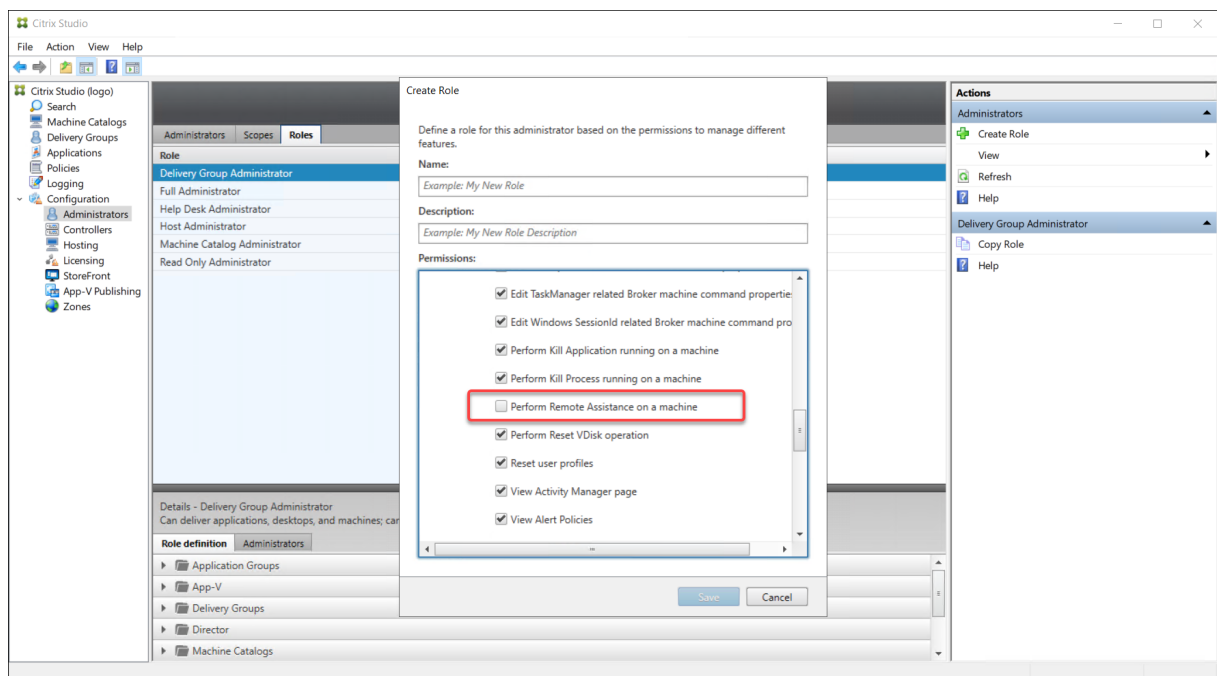 Citrix Studio
File Action View Help
Citrix Studio (logo)
Search
Machine Catalogs
Delivery Groups
Applications
Policies
Logging
Configuration
Administrators
Controllers
Hosting
Licensing
StoreFront
App-V Publishing
Zones
Administrators Scopes Roles
Role
Delivery Group Administrator
Full Administrator
Help Desk Administrator
Host Administrator
Machine Catalog Administrator
Read Only Administrator
Details - Delivery Group Administrator
Can deliver applications, desktops, and machines; car
Role definition Administrators
Application Groups
App-V
Delivery Groups
Director
Machine Catalogs
Create Role
Define a role for this administrator based on the permissions to manage different
features.
Name:
Example: My New Role
Description:
Example: My New Role Description
Permissions:
Edit TaskManager related Broker machine command propertie
Edit Windows SessionId related Broker machine command pro
Perform Kill Application running on a machine
Perform Kill Process running on a machine
Perform Remote Assistance on a machine
Perform Reset VDisk operation
Reset user profiles
View Activity Manager page
View Alert Policies
Save Cancel
Actions
Administrators
Create Role
View
Refresh
Help
Delivery Group Administrator
Copy Role
Help